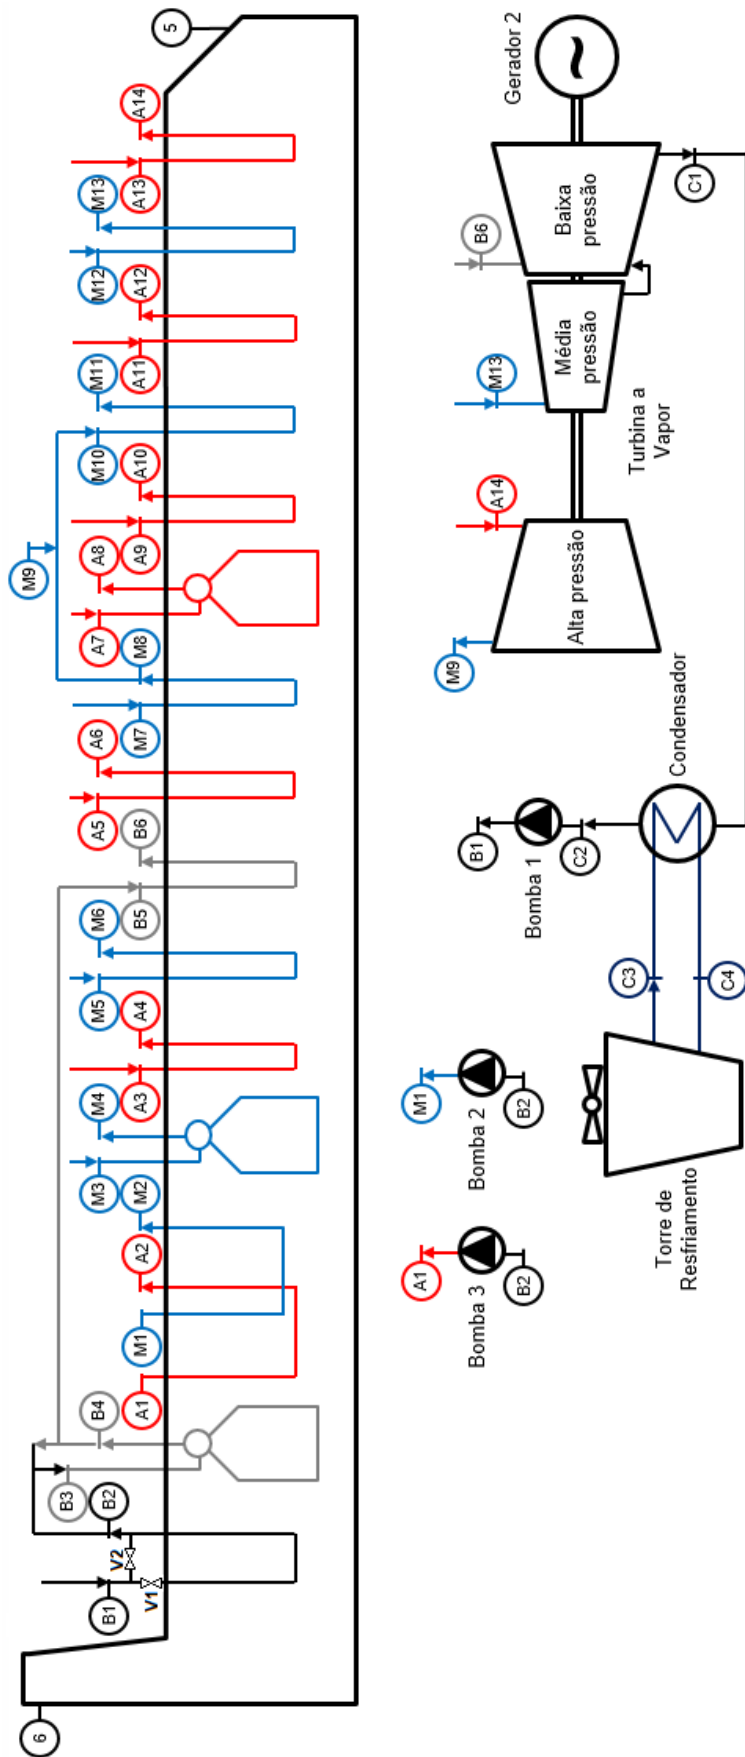 M9
6
B3
B1
B2
V2
B4
M3
M4
M5
M6
A5
A6
A7
A8
M10
M11
M12
M13
V1
A1
M1
A2
M2
A3
A4
B5
B6
M7
M8
A9
A10
A11
A12
A13
A14
5
A1
M1
B1
M9
A14
M13
B6
Gerador 2
Bomba 3
B2
Bomba 2
B2
Bomba 1
C2
Alta pressão
Média
pressão
Baixa
pressão
C1
Turbina a
Vapor
Condensador
C3
C4
Torre de
Resfriamento